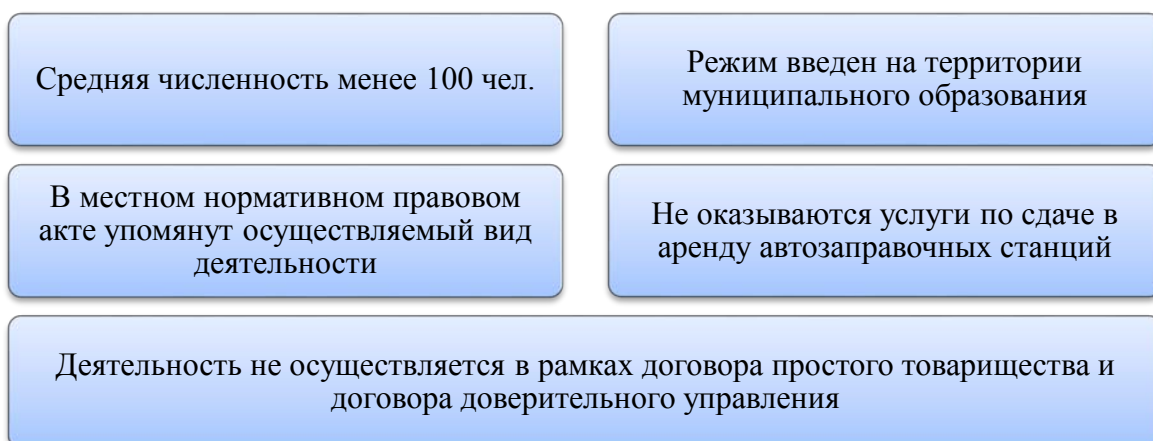 Средняя численность менее 100 чел.
Режим введен на территории
муниципального образования
В местном нормативном правовом
акте упомянут осуществляемый вид
деятельности
Не оказываются услуги по сдаче в
аренду автозаправочных станций
Деятельность не осуществляется в рамках договора простого товарищества и
договора доверительного управления